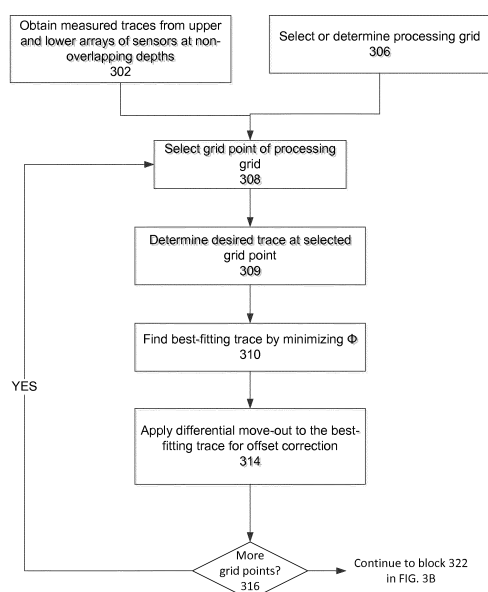 Obtain measured traces from upper
and lower arrays of sensors at non-
overlapping depths
302
Select or determine processing grid
306
Select grid point of processing
grid
308
Determine desired trace at selected
grid point
309
Find best-fitting trace by minimizing Φ
310
YES
Apply differential move-out to the best-
fitting trace for offset correction
314
More
grid points?
316
Continue to block 322
in FIG. 3B